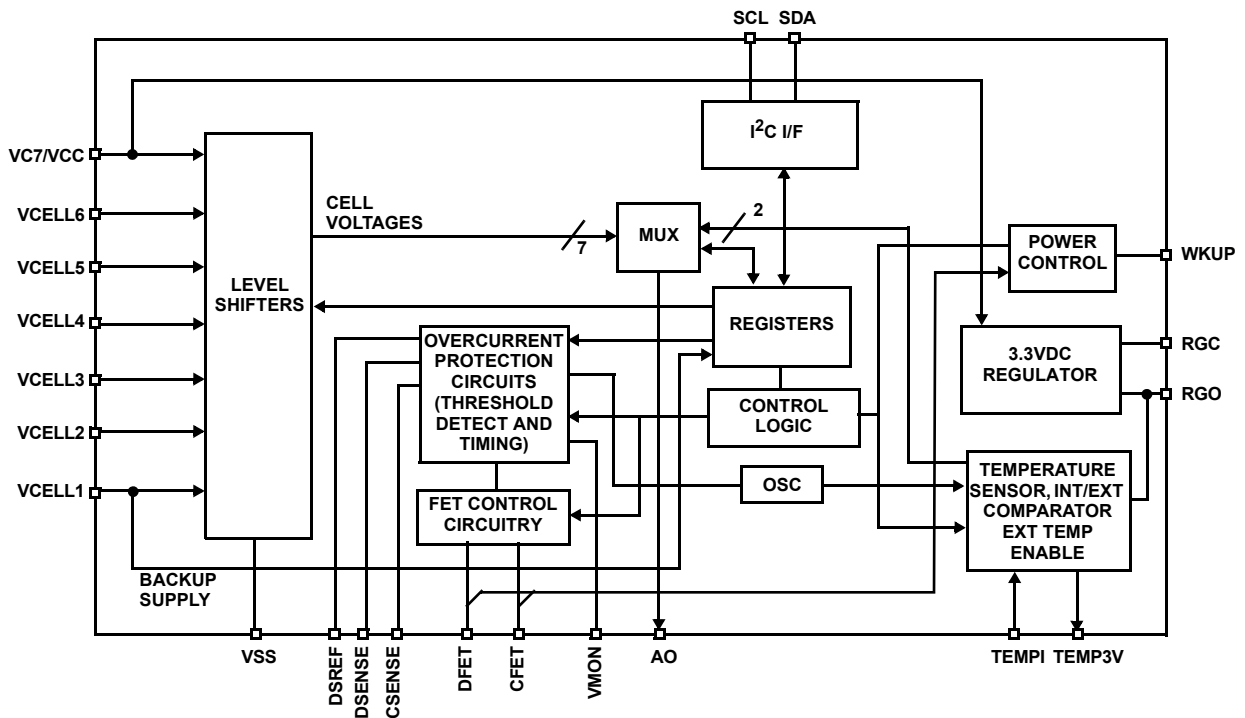 SCL SDA
I²C I/F
VC7/VCC
VCELL6
VCELL5
VCELL4
VCELL3
VCELL2
VCELL1
LEVEL
SHIFTERS
CELL
VOLTAGES
7
MUX
2
POWER
CONTROL
WKUP
REGISTERS
3.3VDC
REGULATOR
RGC
RGO
OVERCURRENT
PROTECTION
CIRCUITS
(THRESHOLD
DETECT AND
TIMING)
CONTROL
LOGIC
OSC
TEMPERATURE
SENSOR, INT/EXT
COMPARATOR
EXT TEMP
ENABLE
FET CONTROL
CIRCUITRY
BACKUP
SUPPLY
VSS
DSREF
DSENSE
CSENSE
DFET
CFET
VMON
AO
TEMPI TEMP3V